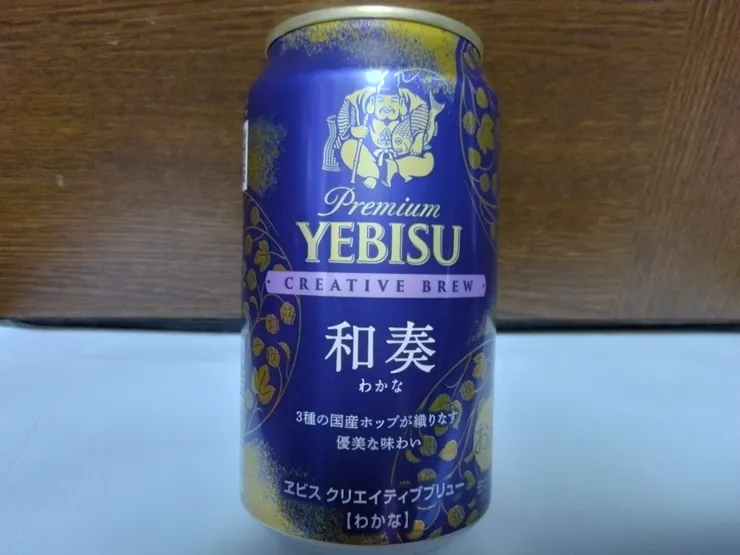 Premium
YEBISU
CREATIVE BREW
和奏
わかな
3種の国産ホップが織りなす
優美な味わい
ヱビス クリエイティブブリュー
【わかな】